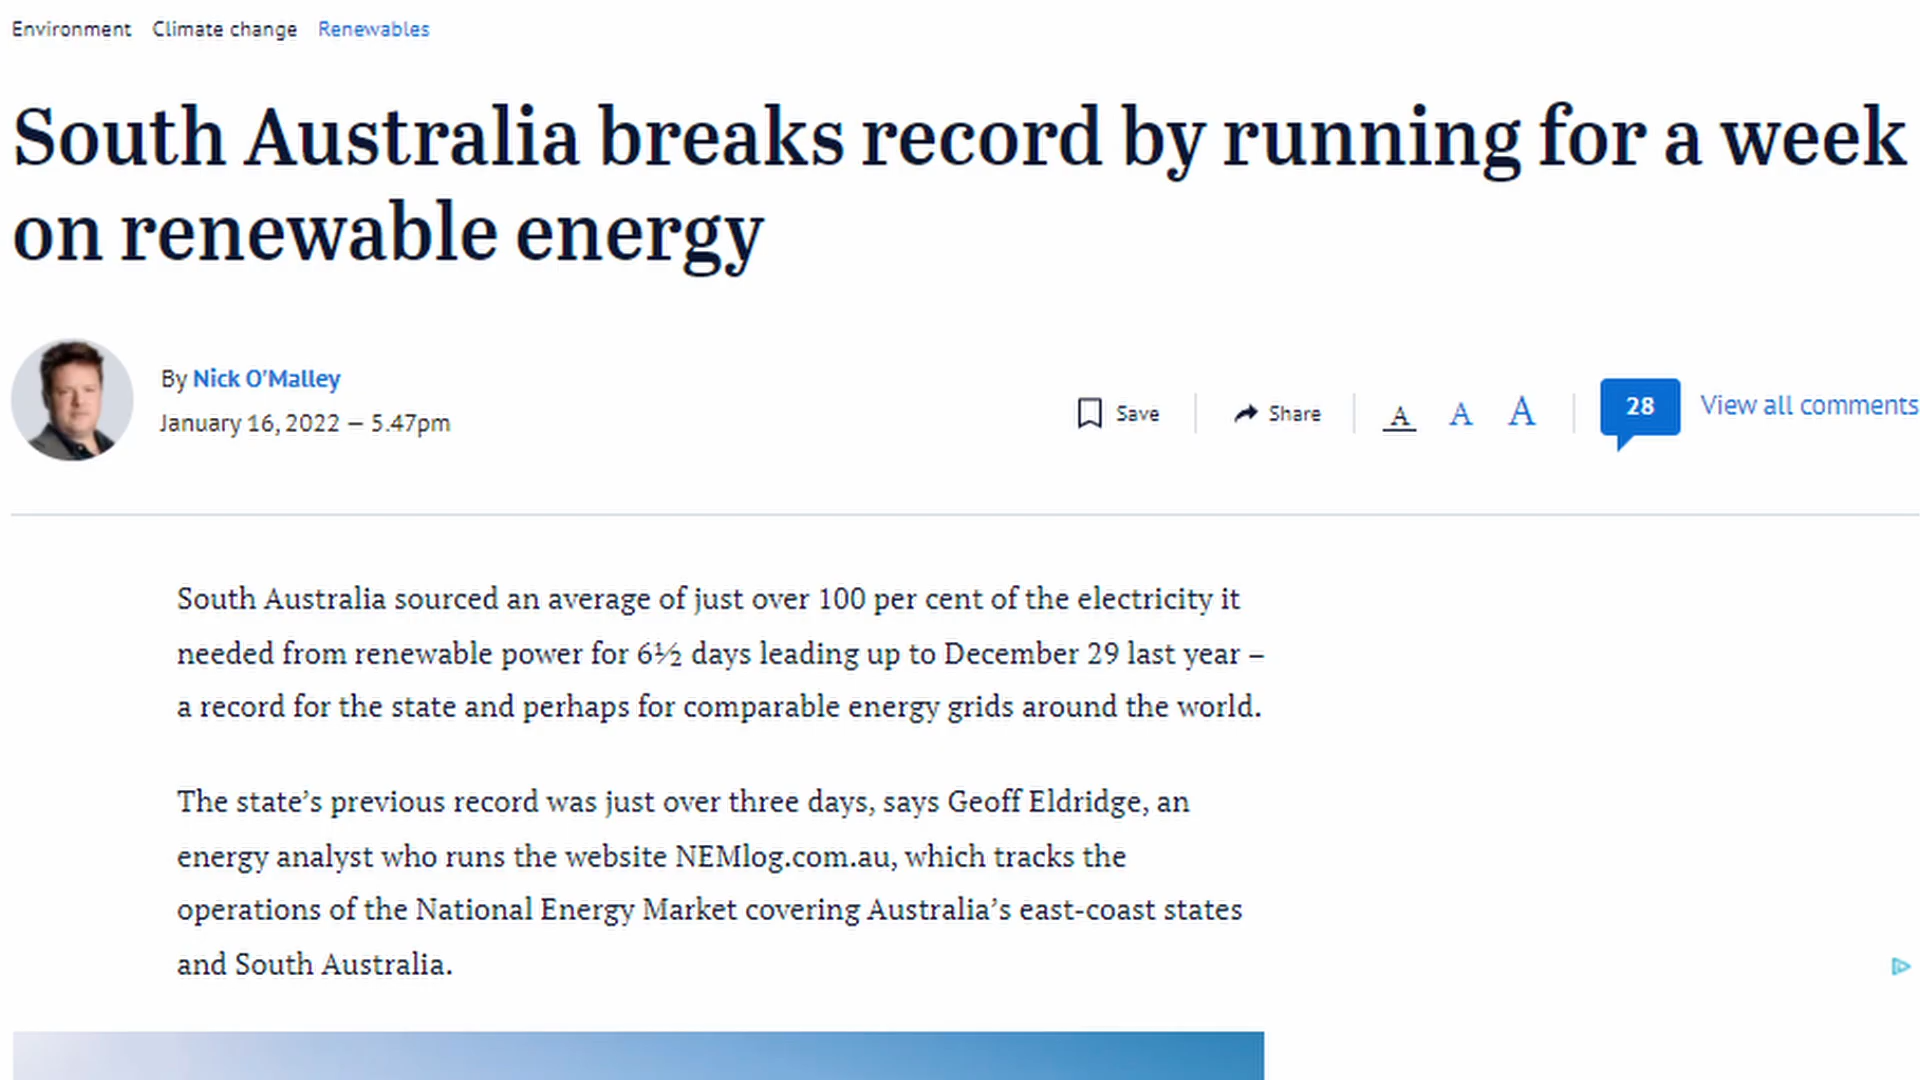 Environment Climate change Renewables
South Australia breaks record by running for a week
on renewable energy
By Nick O'Malley
January 16, 2022 — 5.47pm
Save Share A A A 28 View all comments
South Australia sourced an average of just over 100 per cent of the electricity it
needed from renewable power for 6½ days leading up to December 29 last year –
a record for the state and perhaps for comparable energy grids around the world.
The state’s previous record was just over three days, says Geoff Eldridge, an
energy analyst who runs the website NEMlog.com.au, which tracks the
operations of the National Energy Market covering Australia’s east-coast states
and South Australia.